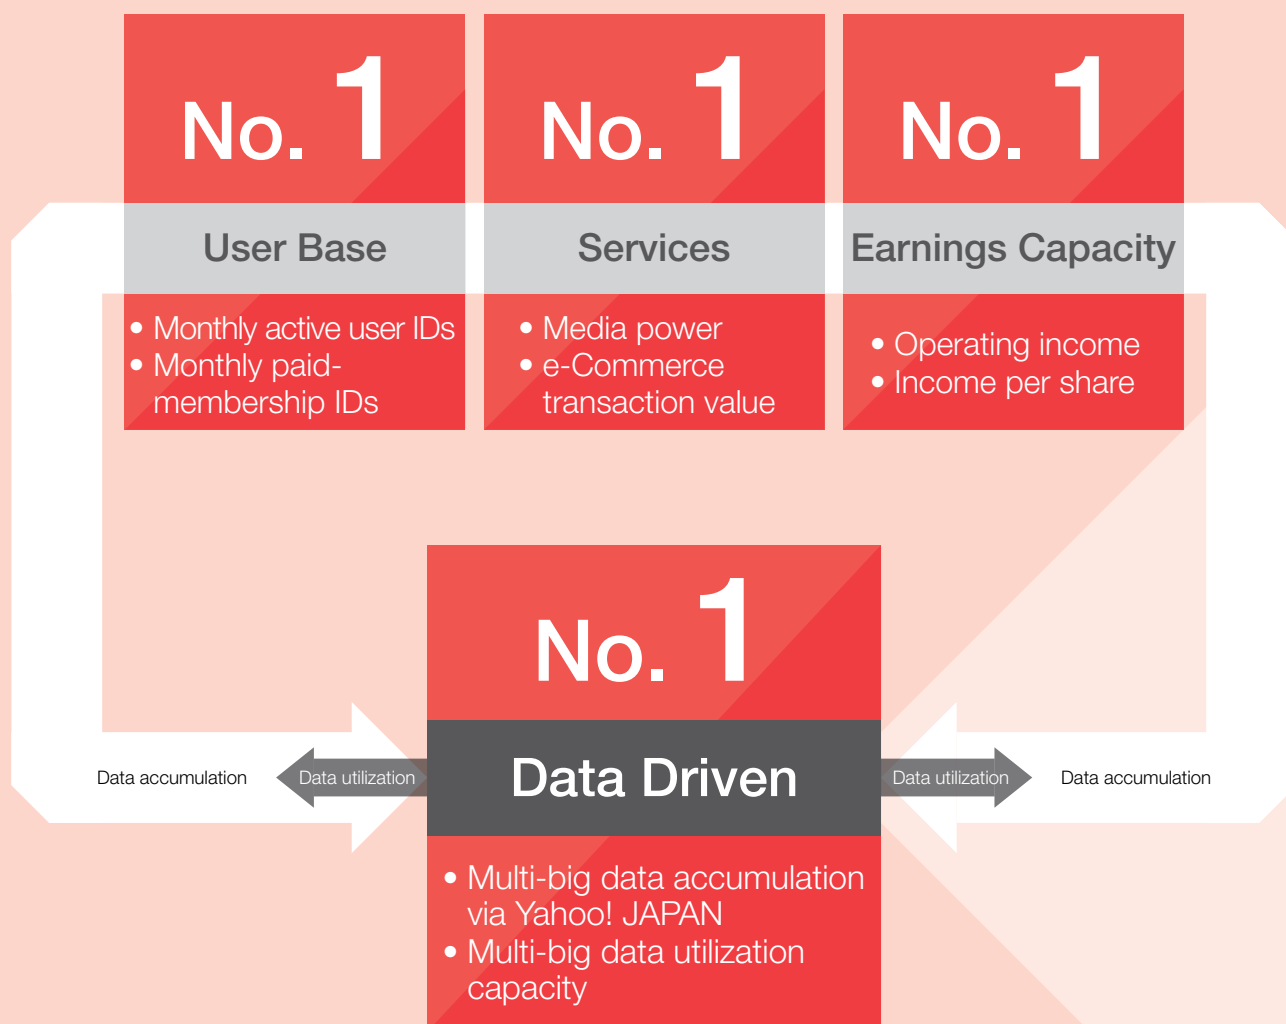 No. 1
User Base
• Monthly active user IDs
• Monthly paid-
membership IDs
No. 1
Services
• Media power
• e-Commerce
transaction value
No. 1
Earnings Capacity
• Operating income
• Income per share
No. 1
Data accumulation
Data utilization
Data Driven
Data utilization
Data accumulation
• Multi-big data accumulation
via Yahoo! JAPAN
• Multi-big data utilization
capacity